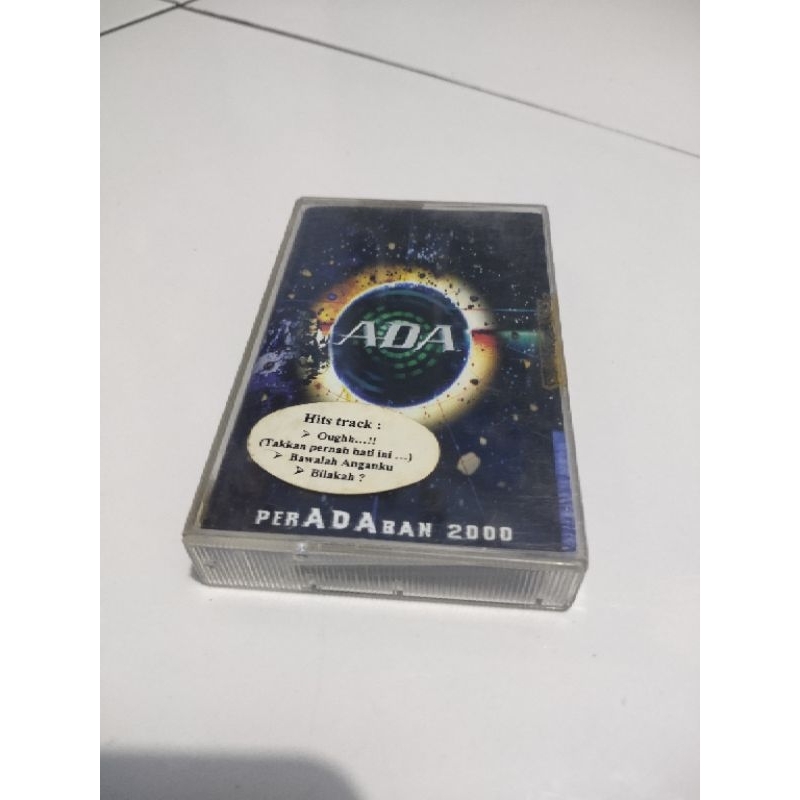 ADA
Hits track :
➢ Oughh...!!
(Takkan pernah hati ini ...)
➢ Bawalah Anganku
➢ Bilakah ?
PERADABAN 2000